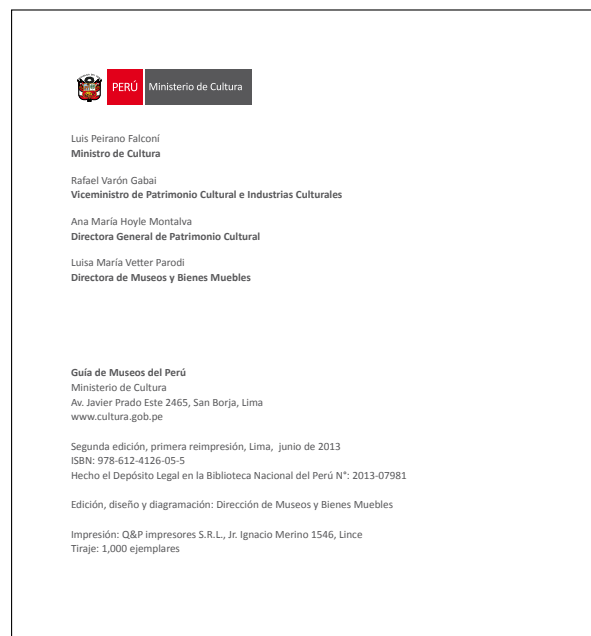 PERÚ Ministerio de Cultura
Luis Peirano Falconí
Ministro de Cultura
Rafael Varón Gabai
Viceministro de Patrimonio Cultural e Industrias Culturales
Ana María Hoyle Montalva
Directora General de Patrimonio Cultural
Luisa María Vetter Parodi
Directora de Museos y Bienes Muebles
Guía de Museos del Perú
Ministerio de Cultura
Av. Javier Prado Este 2465, San Borja, Lima
www.cultura.gob.pe
Segunda edición, primera reimpresión, Lima, junio de 2013
ISBN: 978-612-4126-05-5
Hecho el Depósito Legal en la Biblioteca Nacional del Perú N°: 2013-07981
Edición, diseño y diagramación: Dirección de Museos y Bienes Muebles
Impresión: Q&P impresores S.R.L., Jr. Ignacio Merino 1546, Lince
Tiraje: 1,000 ejemplares